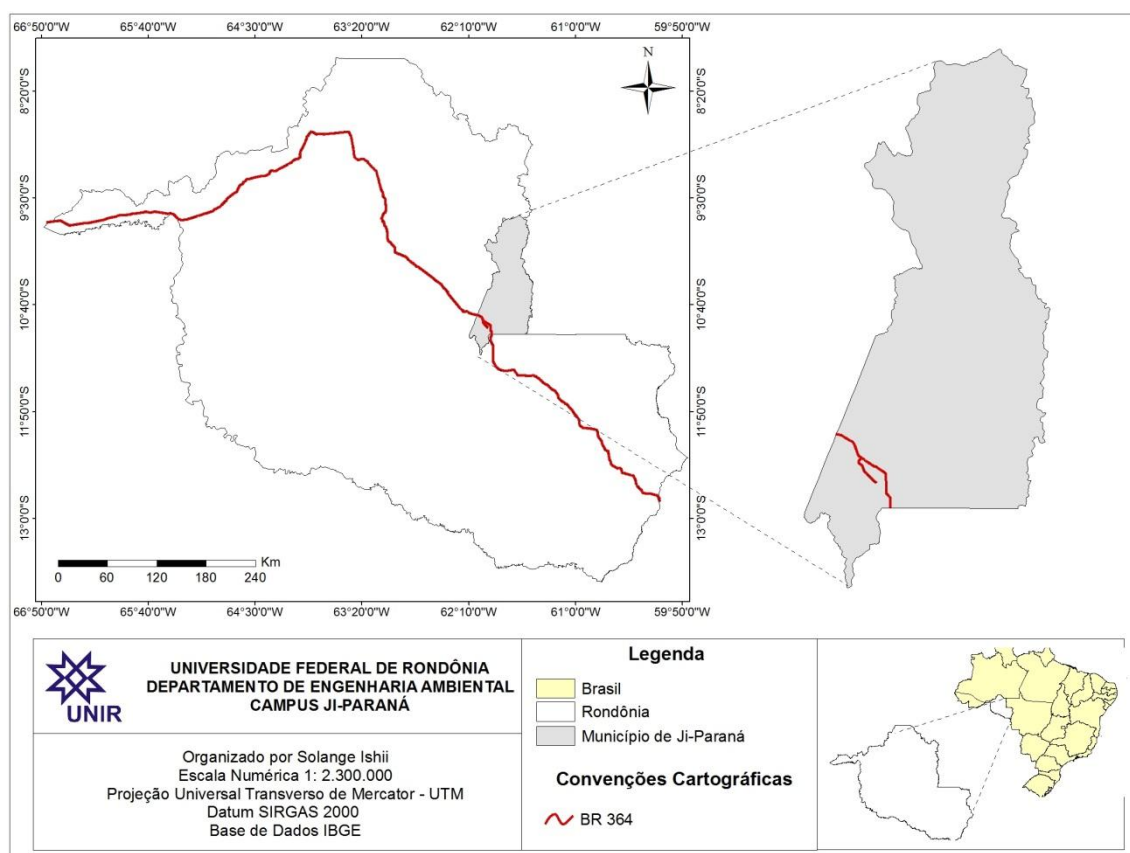 66°50'0"W 65°40'0"W 64°30'0"W 63°20'0"W 62°10'0"W 61°0'0"W 59°50'0"W
N
8°20'0"S 8°20'0"S
9°30'0"S 9°30'0"S
10°40'0"S 10°40'0"S
11°50'0"S 11°50'0"S
13°0'0"S 13°0'0"S
Km
0 60 120 180 240
66°50'0"W 65°40'0"W 64°30'0"W 63°20'0"W 62°10'0"W 61°0'0"W 59°50'0"W
UNIR
UNIVERSIDADE FEDERAL DE RONDÔNIA
DEPARTAMENTO DE ENGENHARIA AMBIENTAL
CAMPUS JI-PARANÁ
Organizado por Solange Ishii
Escala Numérica 1: 2.300.000
Projeção Universal Transverso de Mercator - UTM
Datum SIRGAS 2000
Base de Dados IBGE
Legenda
Brasil
Rondônia
Município de Ji-Paraná
Convenções Cartográficas
BR 364